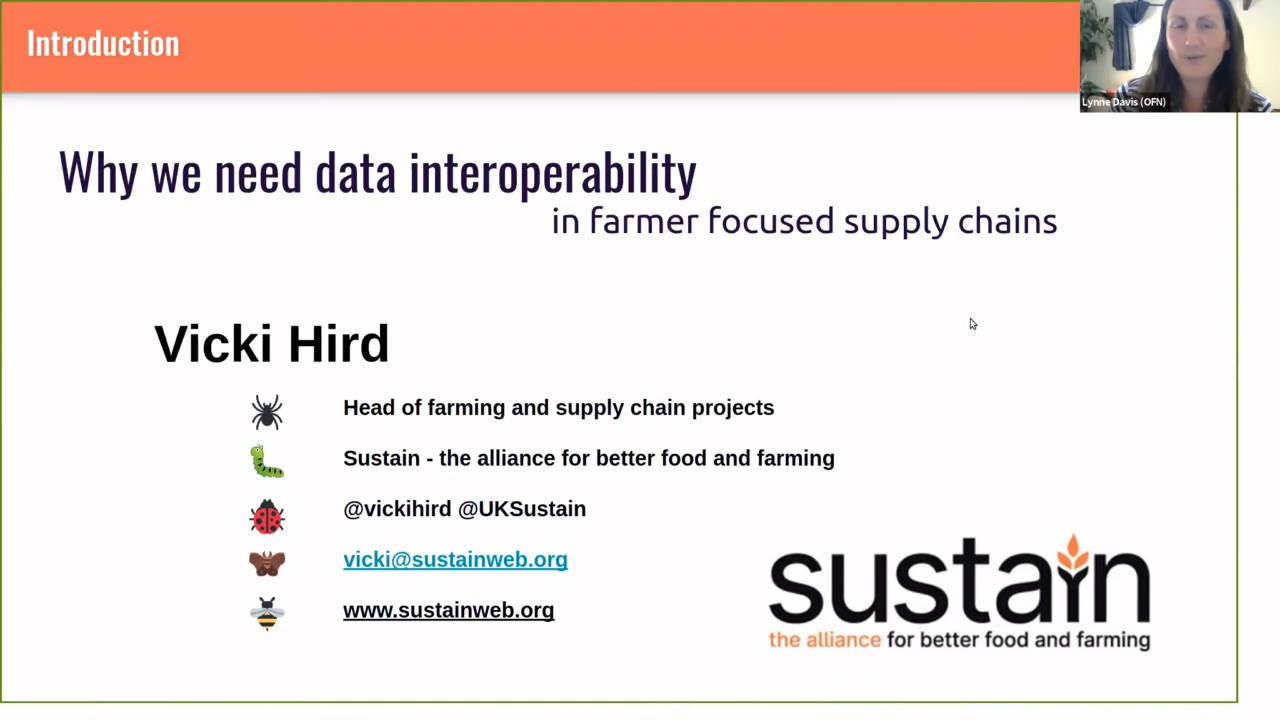 Introduction
Lynne Davis (OFN)
Why we need data interoperability
in farmer focused supply chains
Vicki Hird
Head of farming and supply chain projects
Sustain - the alliance for better food and farming
@vickihird @UKSustain
vicki@sustainweb.org
www.sustainweb.org
sustain
the alliance for better food and farming